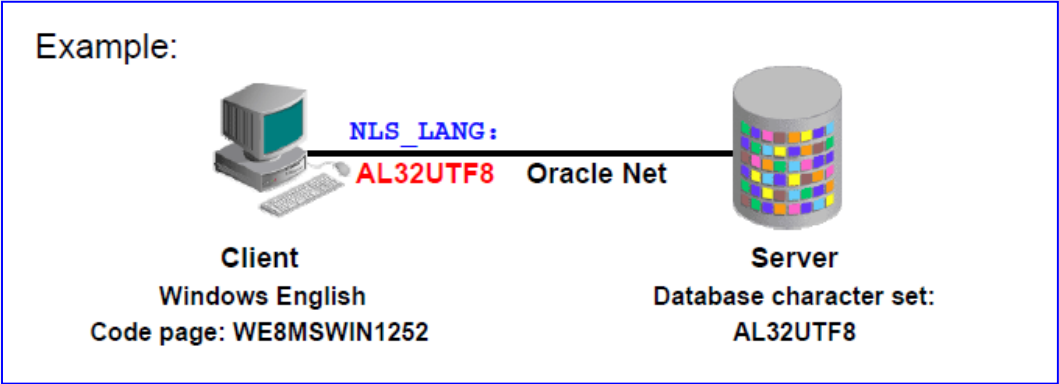 Example:
NLS_LANG:
AL32UTF8 Oracle Net
Client
Windows English
Code page: WE8MSWIN1252
Server
Database character set:
AL32UTF8